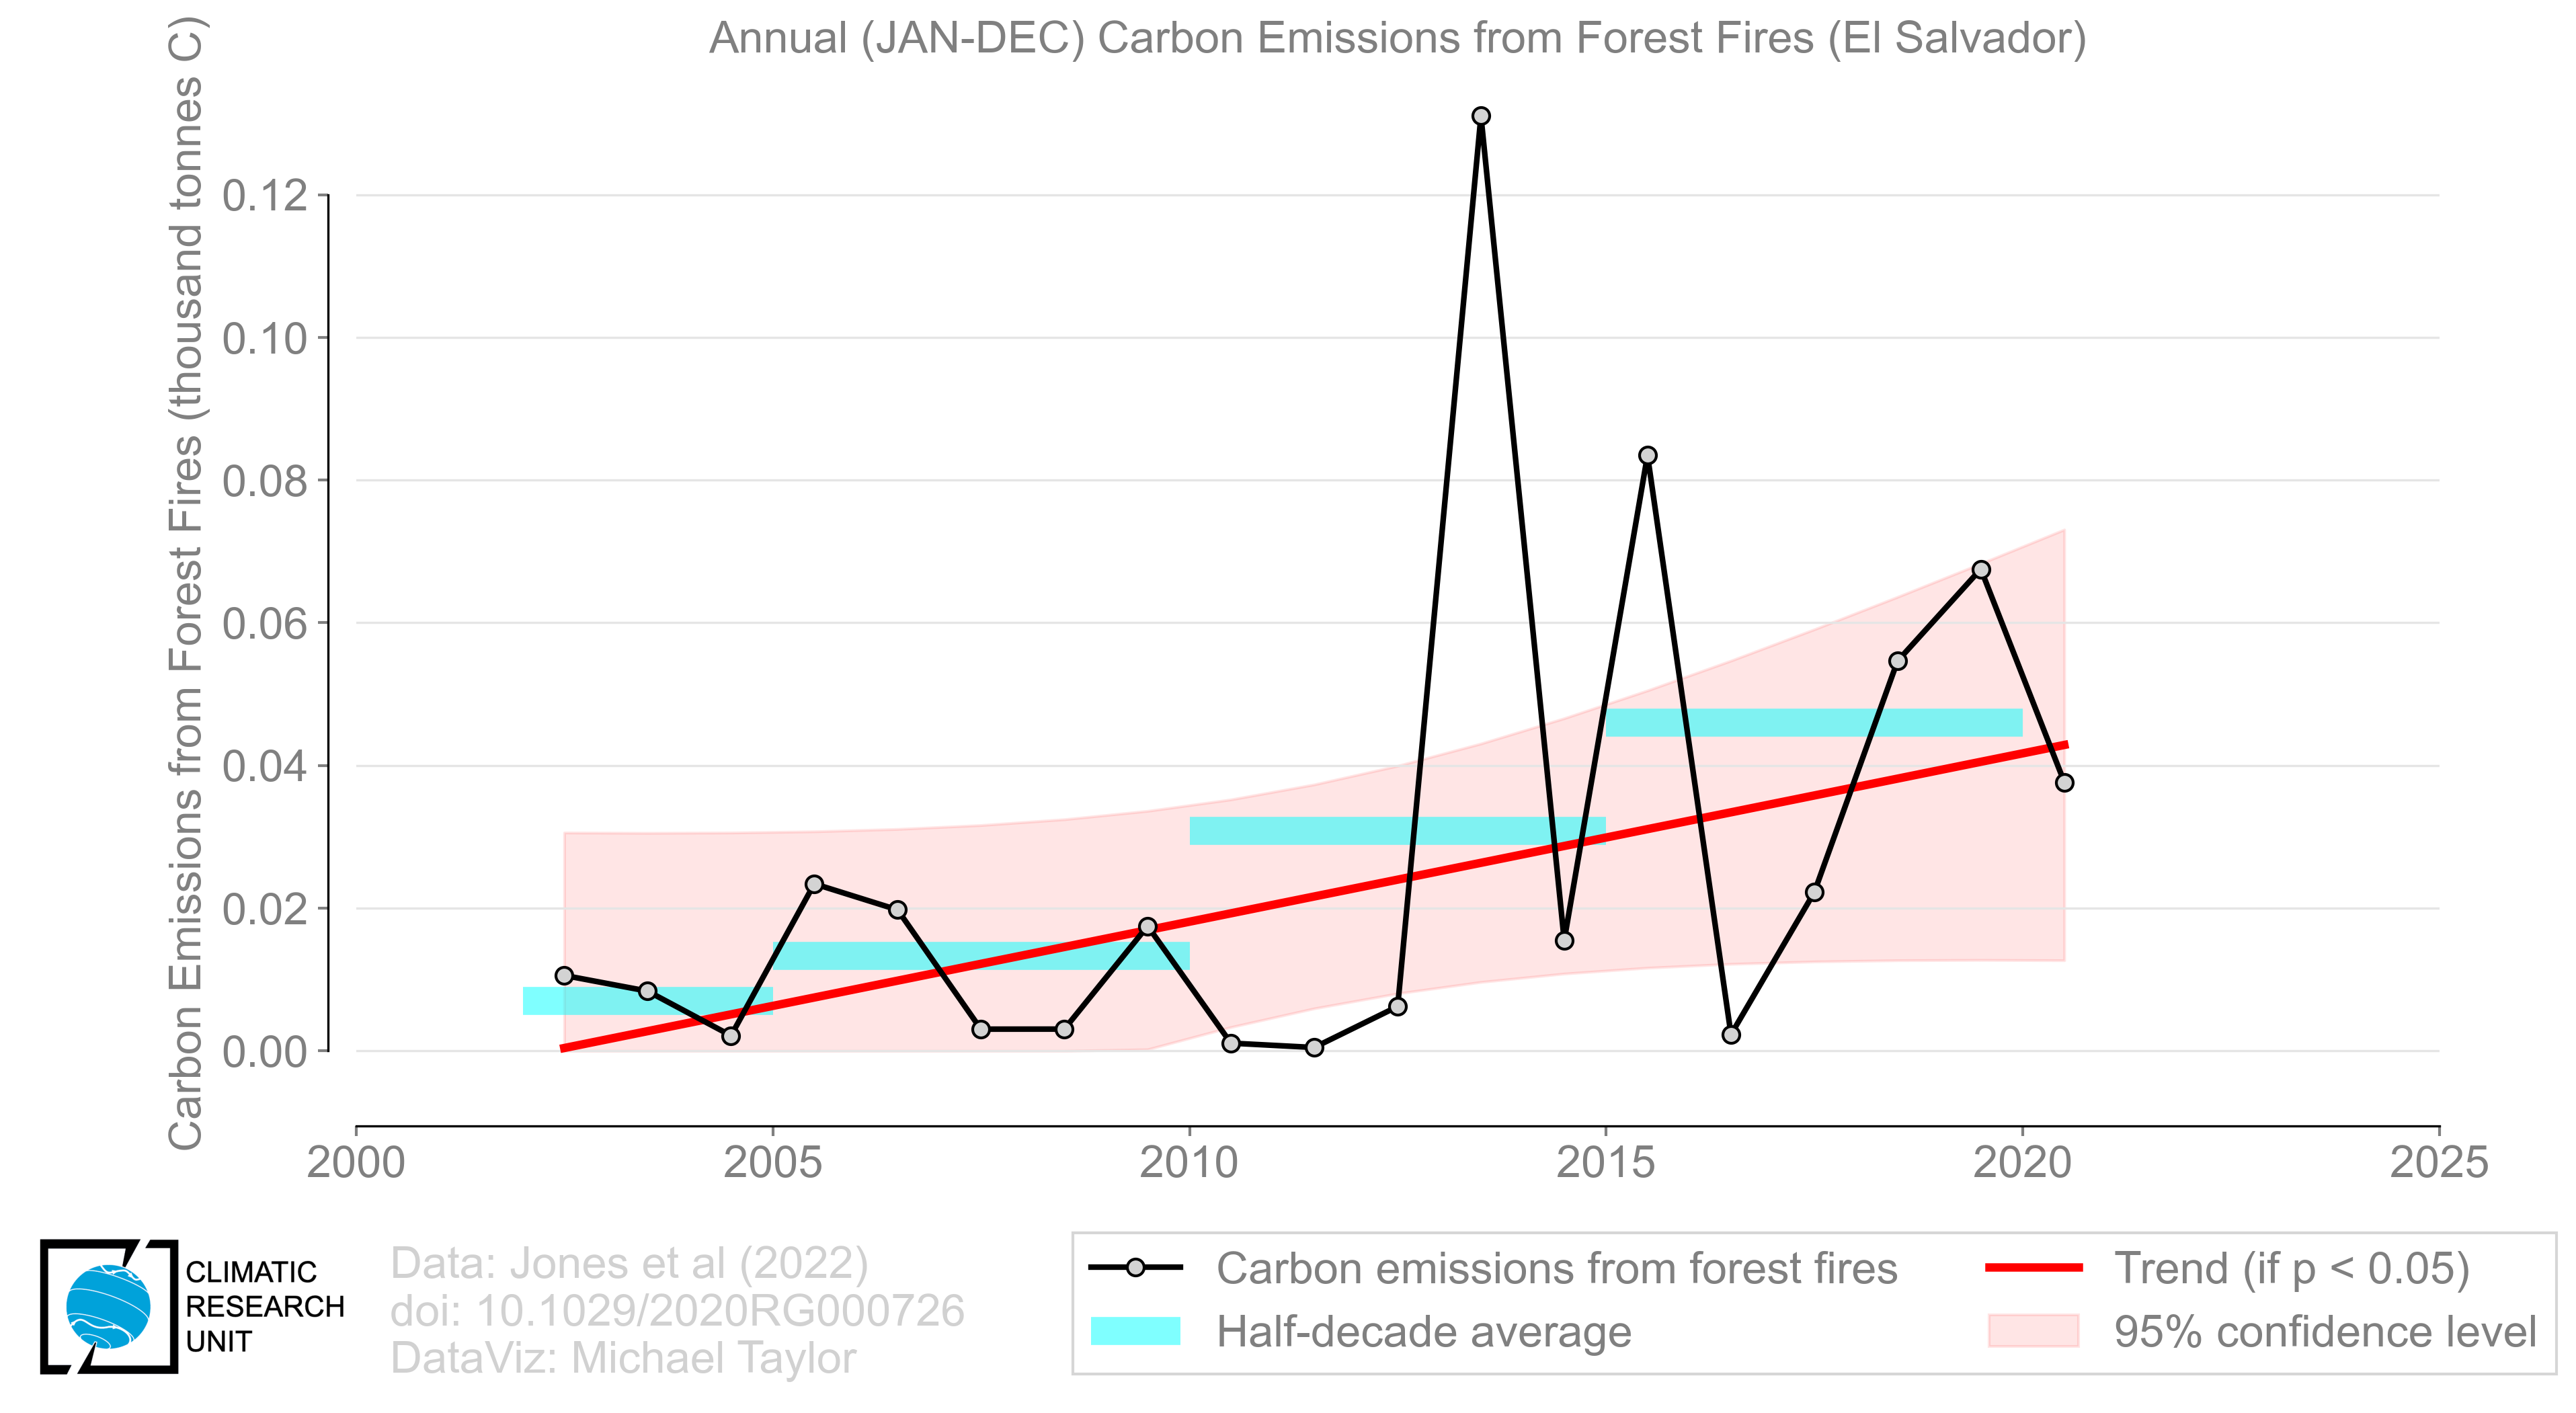 Annual (JAN-DEC) Carbon Emissions from Forest Fires (El Salvador)
Carbon Emissions from Forest Fires (thousand tonnes C)
0.12
0.10
0.08
0.06
0.04
0.02
0.00
2000 2005 2010 2015 2020 2025
CLIMATIC
RESEARCH
UNIT
Data: Jones et al (2022)
doi: 10.1029/2020RG000726
DataViz: Michael Taylor
Carbon emissions from forest fires
Half-decade average
Trend (if p < 0.05)
95% confidence level